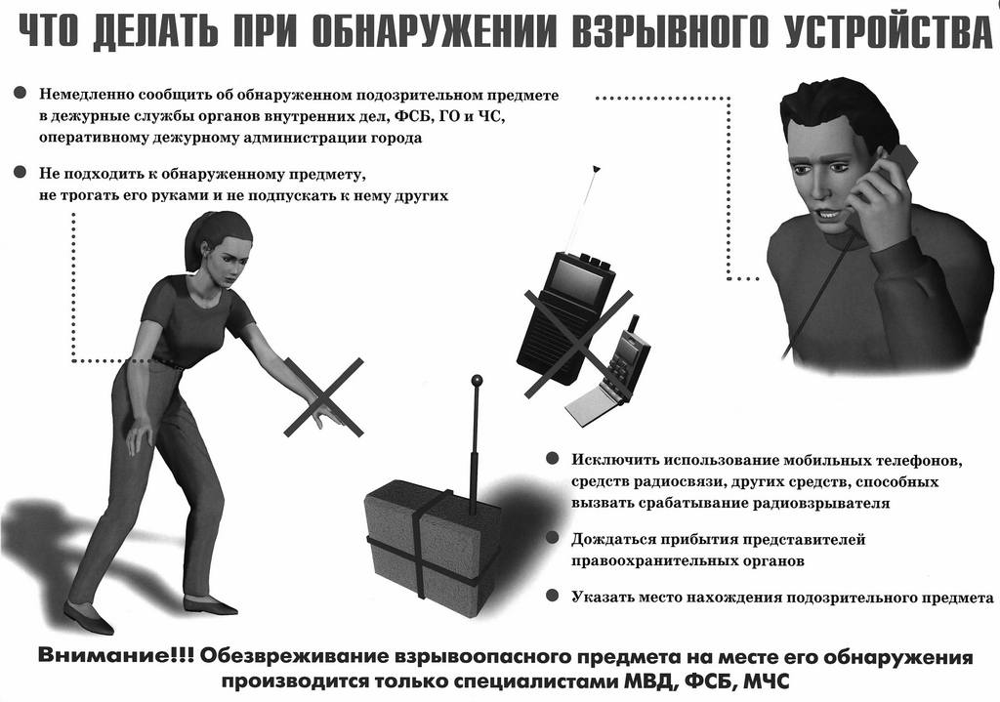 ЧТО ДЕЛАТЬ ПРИ ОБНАРУЖЕНИИ ВЗРЫВНОГО УСТРОЙСТВА
Немедленно сообщить об обнаруженном подозрительном предмете
в дежурные службы органов внутренних дел, ФСБ, ГО и ЧС,
оперативному дежурному администрации города
Не подходить к обнаруженному предмету,
не трогать его руками и не подпускать к нему других
Исключить использование мобильных телефонов,
средств радиосвязи, других средств, способных
вызвать срабатывание радиовзрывателя
Дождаться прибытия представителей
правоохранительных органов
Указать место нахождения подозрительного предмета
Внимание!!! Обезвреживание взрывоопасного предмета на месте его обнаружения
производится только специалистами МВД, ФСБ, МЧС